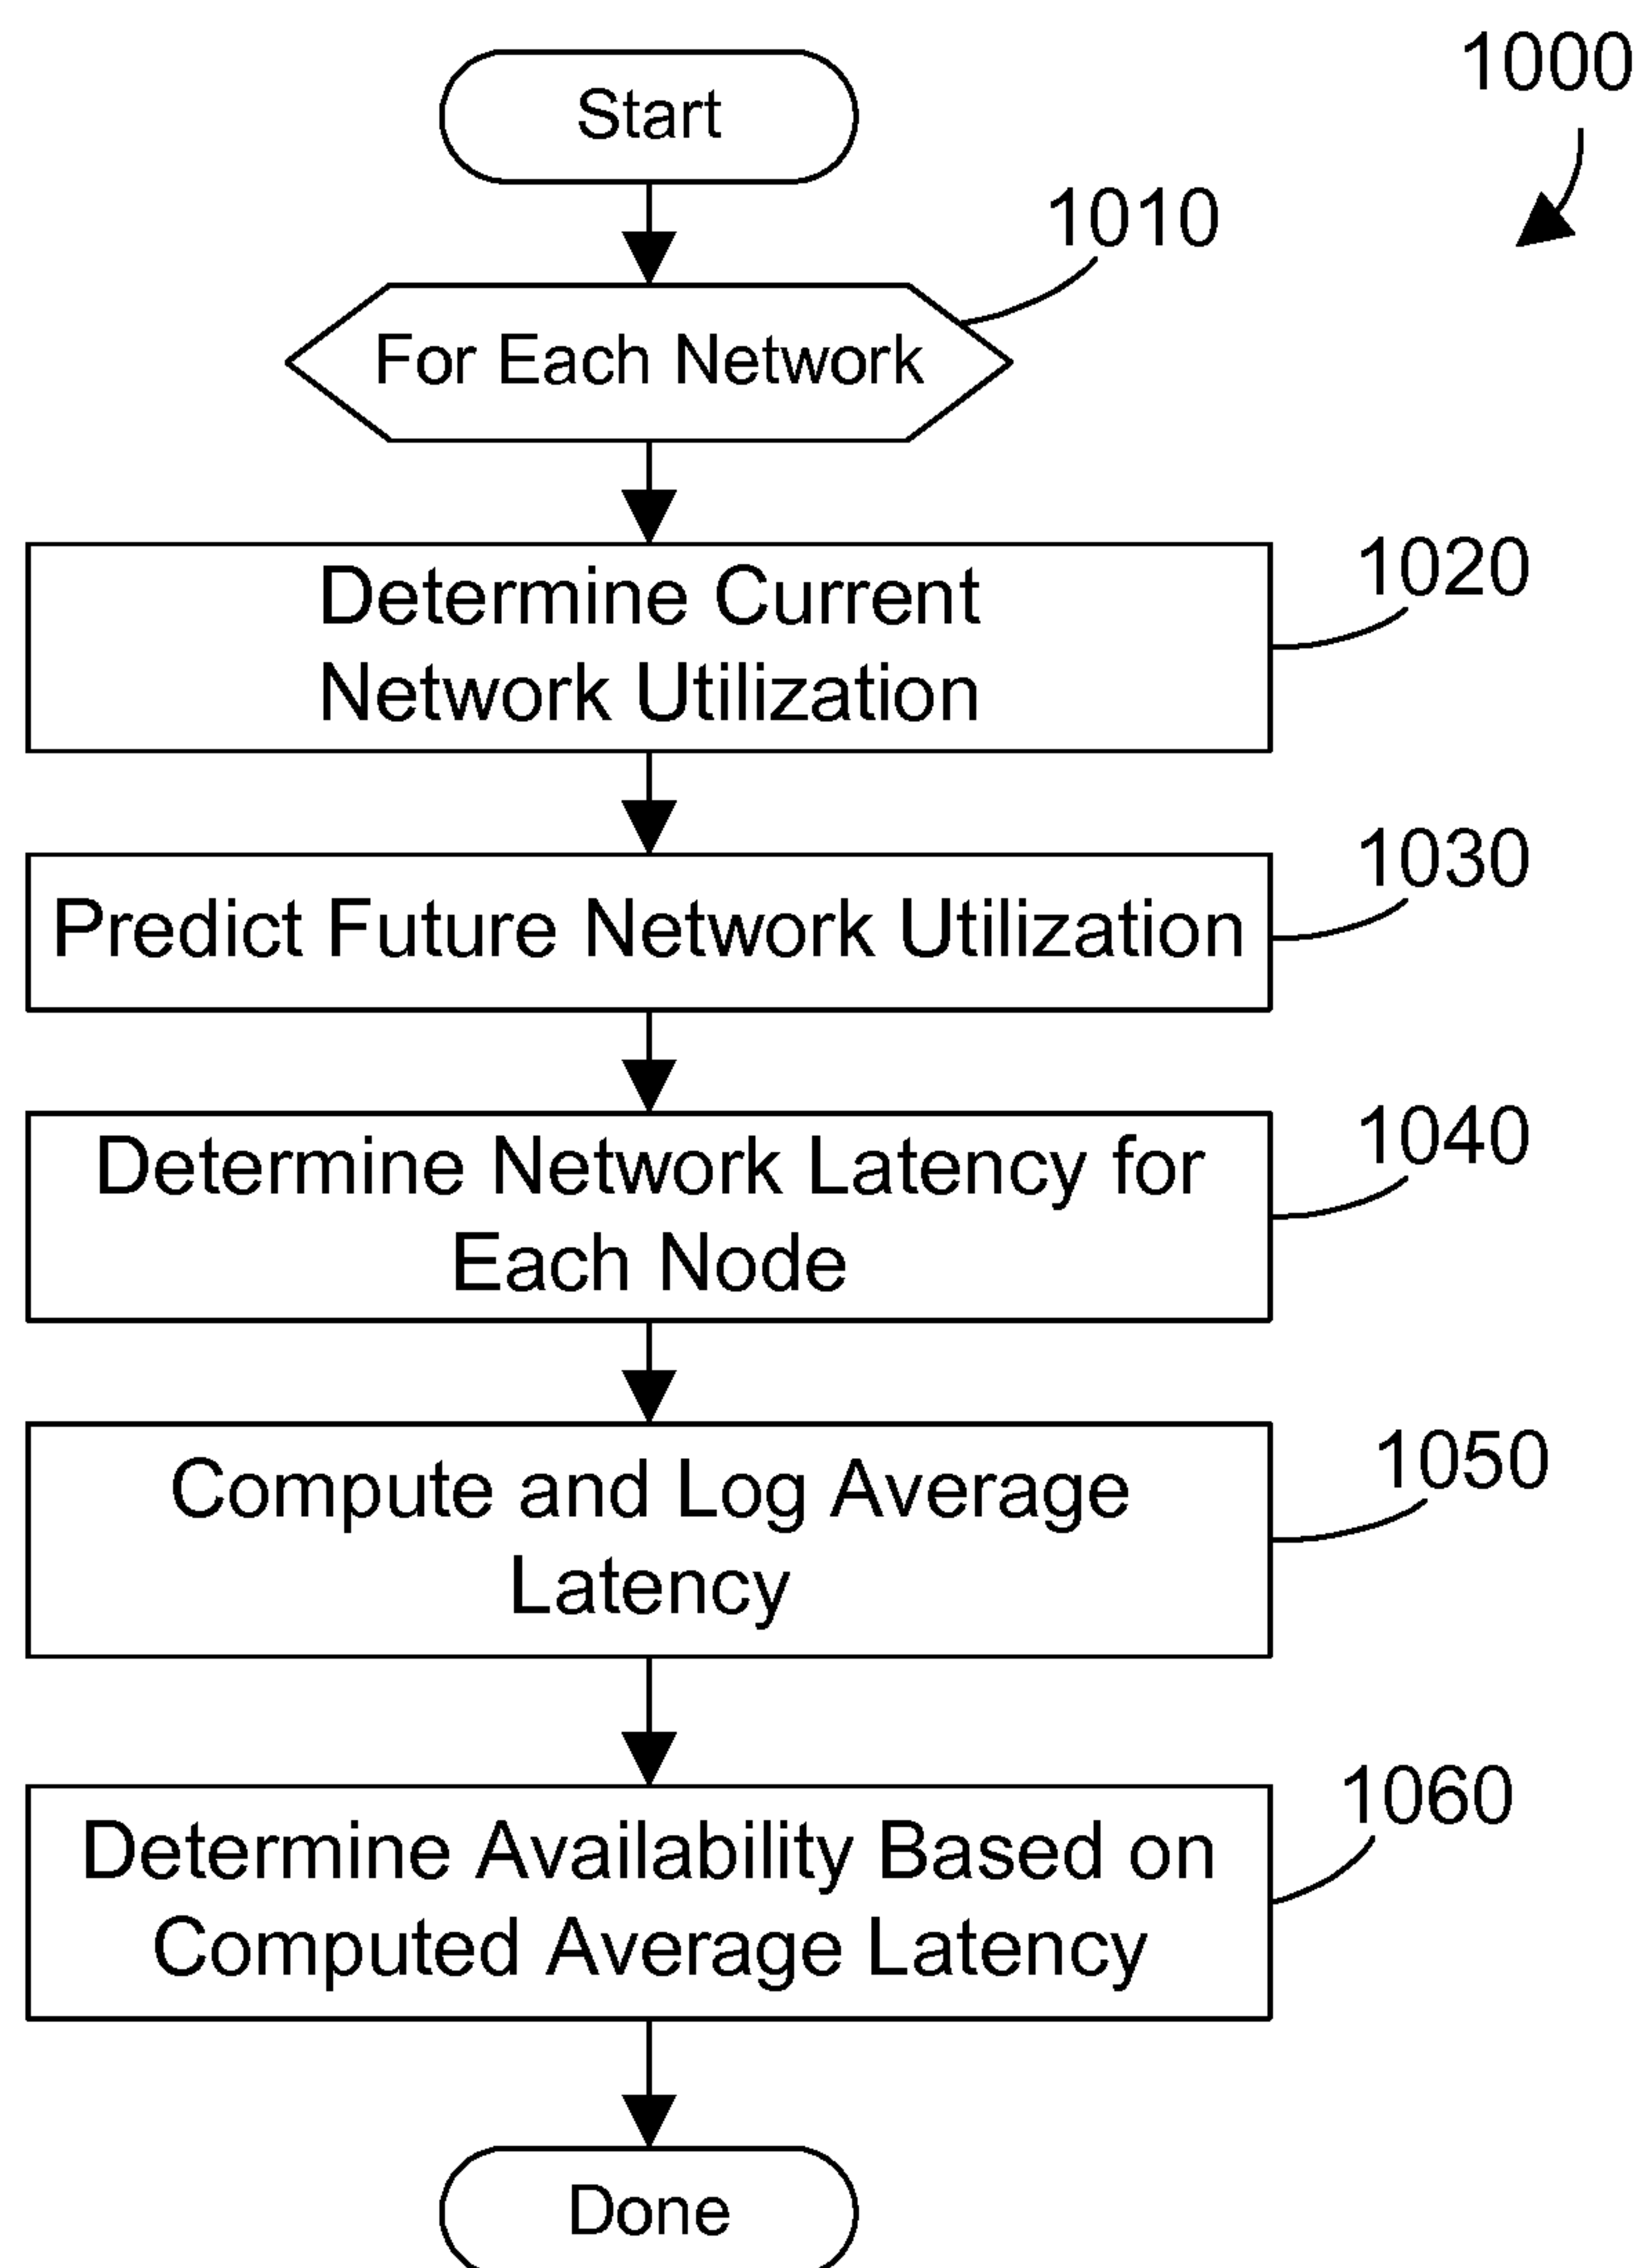 1000
Start
1010
For Each Network
1020
Determine Current
Network Utilization
1030
Predict Future Network Utilization
1040
Determine Network Latency for
Each Node
1050
Compute and Log Average
Latency
1060
Determine Availability Based on
Computed Average Latency
Done